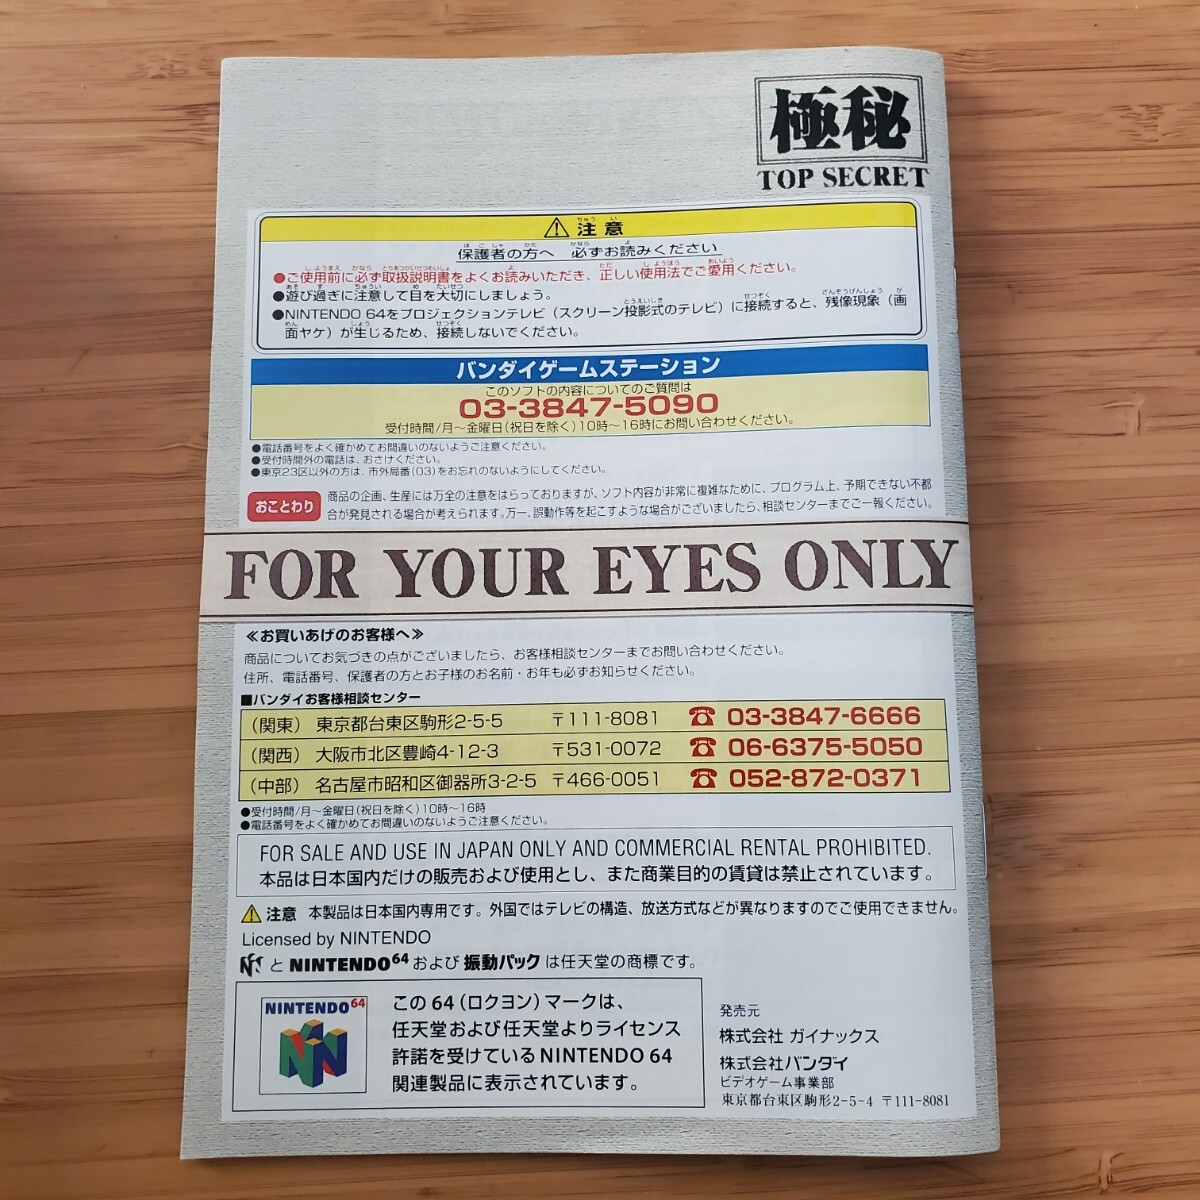 極秘
TOP SECRET
注意
保護者の方へ 必ずお読みください
●ご使用前に必ず取扱説明書をよくお読みいただき、正しい使用法でご愛用ください。
●遊び過ぎに注意して目を大切にしましょう。
●NINTENDO 64をプロジェクションテレビ(スクリーン投影式のテレビ)に接続すると、残像現象(画
面ヤケ)が生じるため、接続しないでください。
バンダイゲームステーション
このソフトの内容についてのご質問は
03-3847-5090
受付時間/月〜金曜日(祝日を除く)10時〜16時にお問い合わせください。
●電話番号をよく確かめてお間違いのないようご注意ください。
●受付時間外の電話は、おさけください。
●東京23区以外の方は、市外局番(03)をお忘れのないようにしてください。
おことわり
商品の企画、生産には万全の注意をはらっておりますが、ソフト内容が非常に複雑なために、プログラム上、予期できない不都
合が発見される場合が考えられます。万一、誤動作等を起こすような場合がございましたら、相談センターまでご一報ください。
FOR YOUR EYES ONLY
≪お買いあげのお客様へ≫
商品についてお気づきの点がございましたら、お客様相談センターまでお問い合わせください。
住所、電話番号、保護者の方とお子様のお名前・お年も必ずお知らせください。
■バンダイお客様相談センター
(関東) 東京都台東区駒形2-5-5 〒111-8081 ☎ 03-3847-6666
(関西) 大阪市北区豊崎4-12-3 〒531-0072 ☎ 06-6375-5050
(中部) 名古屋市昭和区御器所3-2-5 〒466-0051 ☎ 052-872-0371
●受付時間/月〜金曜日(祝日を除く)10時〜16時
●電話番号をよく確かめてお間違いのないようご注意ください。
FOR SALE AND USE IN JAPAN ONLY AND COMMERCIAL RENTAL PROHIBITED.
本品は日本国内だけの販売および使用とし、また商業目的の賃貸は禁止されています。
注意 本製品は日本国内専用です。外国ではテレビの構造、放送方式などが異なりますのでご使用できません。
Licensed by NINTENDO
と NINTENDO64 および 振動パック は任天堂の商標です。
NINTENDO64
この64(ロクヨン)マークは、
任天堂および任天堂よりライセンス
許諾を受けているNINTENDO 64
関連製品に表示されています。
発売元
株式会社 ガイナックス
株式会社バンダイ
ビデオゲーム事業部
東京都台東区駒形2-5-4 〒111-8081